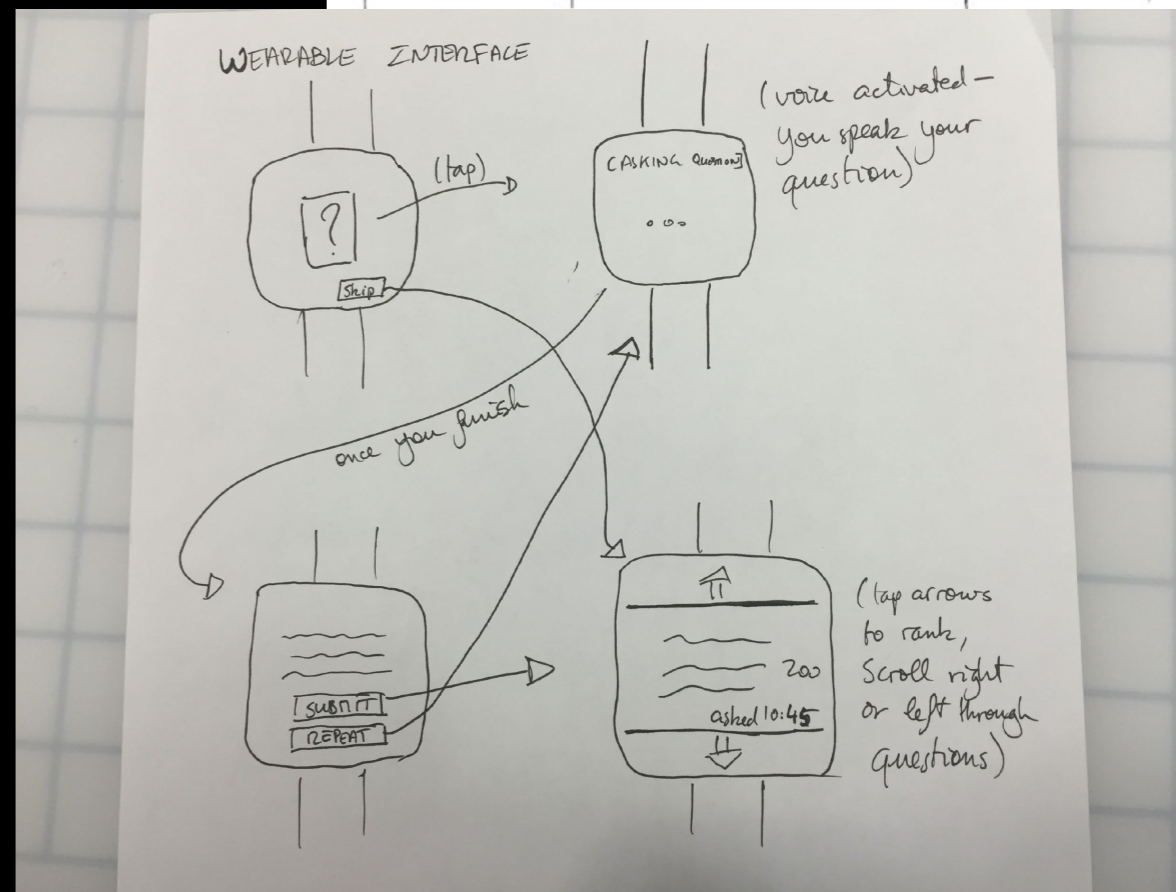 WEARABLE INTERFACE
(tap)
?
Skip
(ASKING QUESTION)
...
(voice activated —
you speak your
question)
once you finish
SUBMIT
REPEAT
200
asked 10:45
(tap arrows
to rank,
Scroll right
or left through
questions)